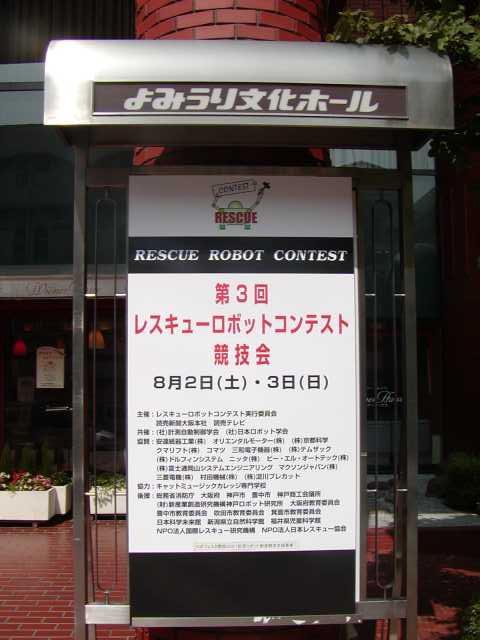 よみうり文化ホール
CONTEST
RESCUE
RESCUE ROBOT CONTEST
第3回
レスキューロボットコンテスト
競技会
8月2日(土)・3日(日)
主催：レスキューロボットコンテスト実行委員会
読売新聞大阪本社　読売テレビ
共催：(社)計測自動制御学会　(社)日本ロボット学会
協賛：安達紙器工業(株)　オリエンタルモーター(株)　(株)京都科学
クマリフト(株)　コマツ　三和電子機器(株)　(株)テムザック
(株)ドルフィンシステム　ニッタ(株)　ビー・エル・オートテック(株)
(株)富士通岡山システムエンジニアリング　マクソンジャパン(株)
三菱電機(株)　村田機械(株)　(株)淀川プレカット
協力：キャットミュージックカレッジ専門学校
後援：総務省消防庁　大阪府　神戸市　豊中市　神戸商工会議所
(財)新産業創造研究機構神戸ロボット研究所　大阪府教育委員会
豊中市教育委員会　吹田市教育委員会　箕面市教育委員会
日本科学未来館　新潟県立自然科学館　福井県児童科学館
NPO法人国際レスキュー研究機構　NPO法人日本レスキュー協会